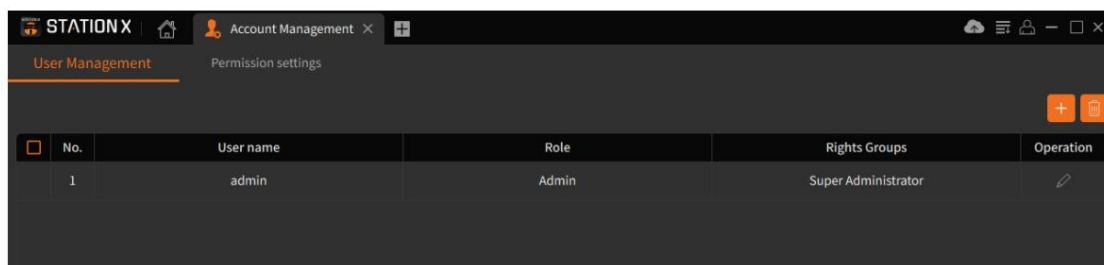 STATION X
Account Management
User Management
Permission settings
No. User name Role Rights Groups Operation
1 admin Admin Super Administrator